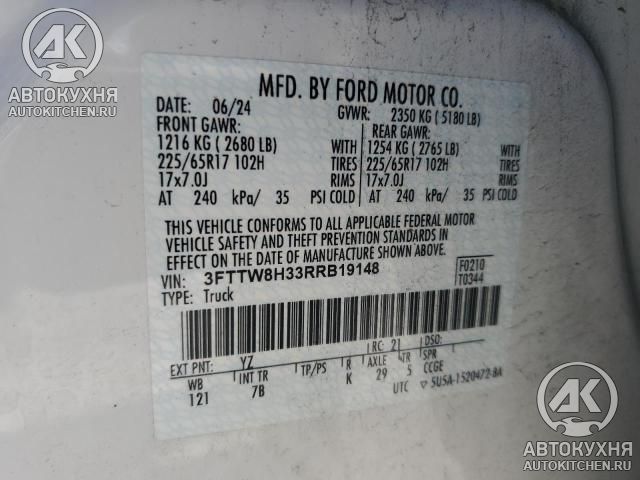 AK
АВТОКУХНЯ
AUTOKITCHEN.RU
MFD. BY FORD MOTOR CO.
DATE: 06/24 GVWR: 2350 KG ( 5180 LB)
FRONT GAWR: REAR GAWR:
1216 KG ( 2680 LB) WITH 1254 KG ( 2765 LB) WITH
225/65R17 102H TIRES 225/65R17 102H TIRES
17x7.0J RIMS 17x7.0J RIMS
AT 240 kPa/ 35 PSI COLD AT 240 kPa/ 35 PSI COLD
THIS VEHICLE CONFORMS TO ALL APPLICABLE FEDERAL MOTOR
VEHICLE SAFETY AND THEFT PREVENTION STANDARDS IN
EFFECT ON THE DATE OF MANUFACTURE SHOWN ABOVE.
VIN: 3FTTW8H33RRB19148 F0210
TYPE: Truck T0344
EXT PNT: YZ RC: 21 DSO:
WB INT TR TP/PS R AXLE TR SPR
121 7B K 29 5 CCGE
UTC ▽ 5U5A-1520472-BA
AK
АВТОКУХНЯ
AUTOKITCHEN.RU